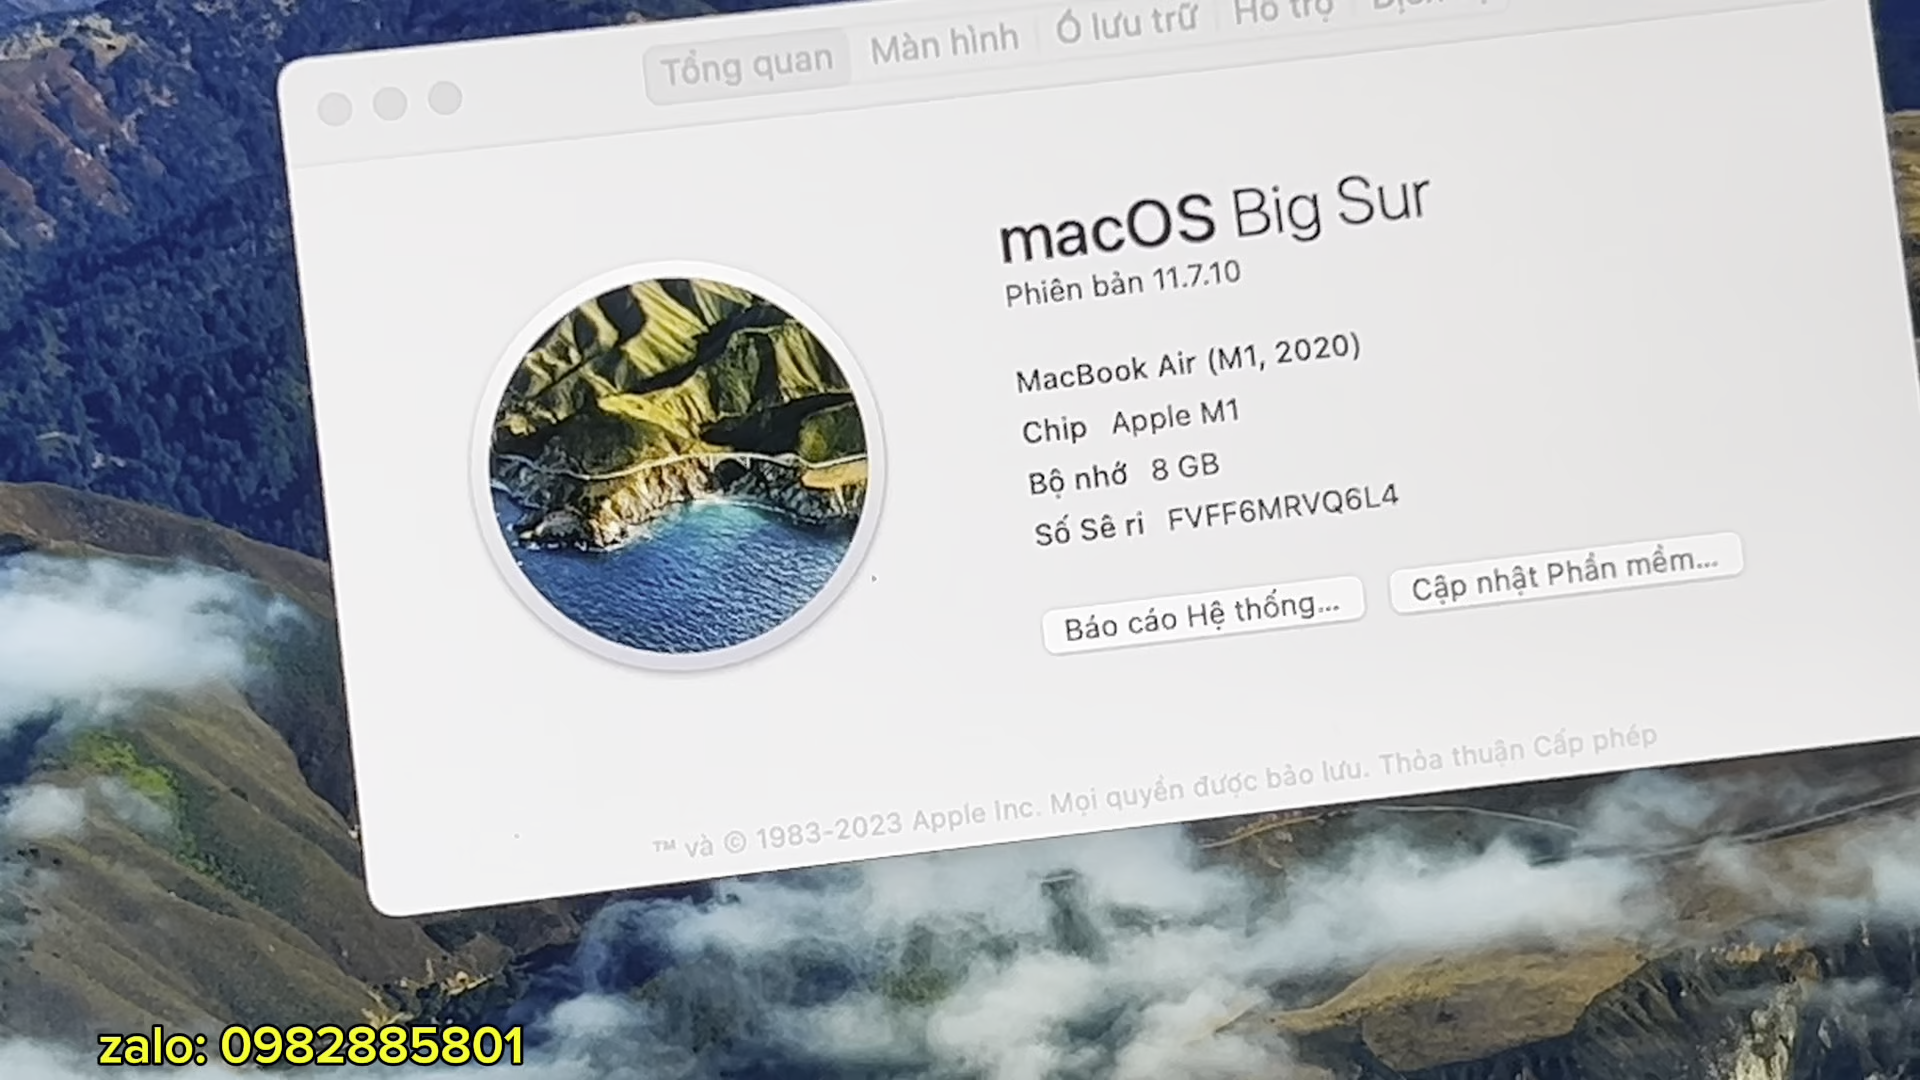 Tổng quan
Màn hình
Ổ lưu trữ
Hỗ trợ
macOS Big Sur
Phiên bản 11.7.10
MacBook Air (M1, 2020)
Chip Apple M1
Bộ nhớ 8 GB
Số Sê ri FVFF6MRVQ6L4
Báo cáo Hệ thống...
Cập nhật Phần mềm...
™ và © 1983-2023 Apple Inc. Mọi quyền được bảo lưu. Thỏa thuận Cấp phép
zalo: 0982885801